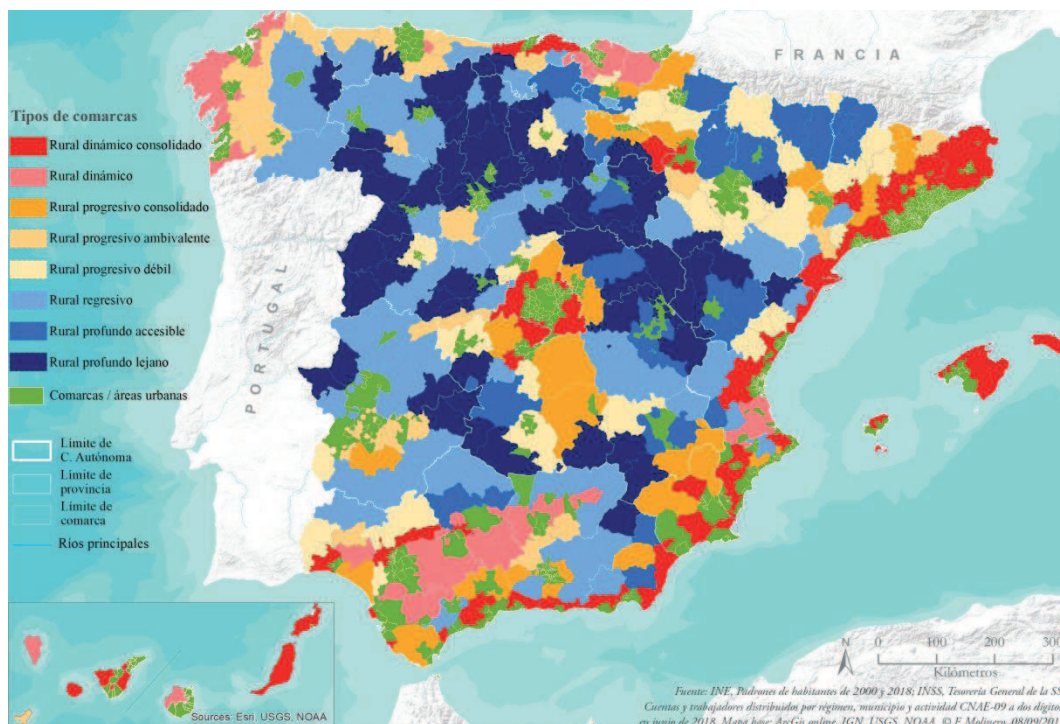 FRANCIA
PORTUGAL
Tipos de comarcas
Rural dinámico consolidado
Rural dinámico
Rural progresivo consolidado
Rural progresivo ambivalente
Rural progresivo débil
Rural regresivo
Rural profundo accesible
Rural profundo lejano
Comarcas / áreas urbanas
Límite de
C. Autónoma
Límite de
provincia
Límite de
comarca
Ríos principales
Sources: Esri, USGS, NOAA
N
0 100 200 300
Kilómetros
Fuente: INE, Padrones de habitantes de 2000 y 2018; INSS, Tesorería General de la SS
Cuentas y trabajadores distribuidos por régimen, municipio y actividad CNAE-09 a dos dígitos
en junio de 2018. Mapa base: ArcGis online, IGN, USGS, NOAA. © F. Molinero,